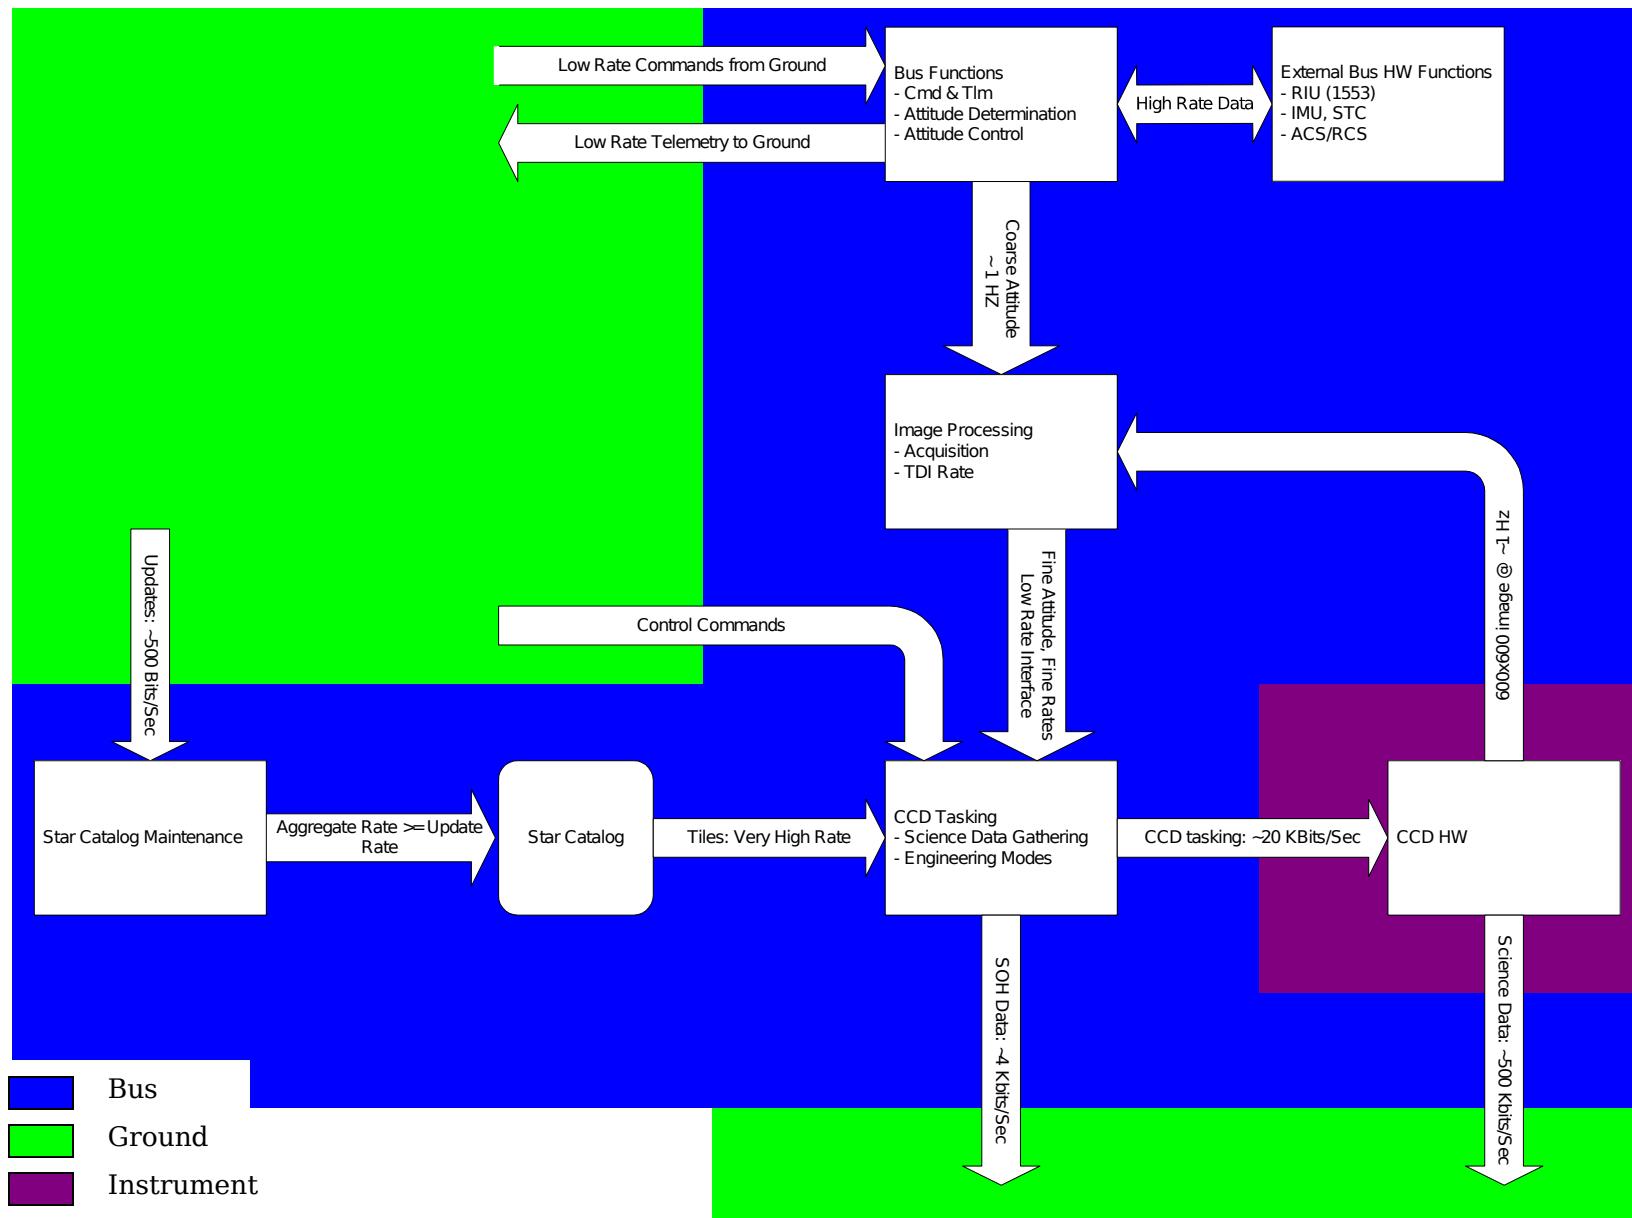 Low Rate Commands from Ground
Low Rate Telemetry to Ground
Bus Functions
- Cmd & Tlm
- Attitude Determination
- Attitude Control
High Rate Data
External Bus HW Functions
- RIU (1553)
- IMU, STC
- ACS/RCS
Coarse Attitude
~ 1 HZ
Image Processing
- Acquisition
- TDI Rate
600x600 image @ ~1 Hz
Updates: ~500 Bits/Sec
Control Commands
Fine Attitude, Fine Rates
Low Rate Interface
Star Catalog Maintenance
Aggregate Rate >= Update
Rate
Star Catalog
Tiles: Very High Rate
CCD Tasking
- Science Data Gathering
- Engineering Modes
CCD tasking: ~20 KBits/Sec
CCD HW
SOH Data: ~4 Kbits/Sec
Science Data: ~500 Kbits/Sec
Bus
Ground
Instrument